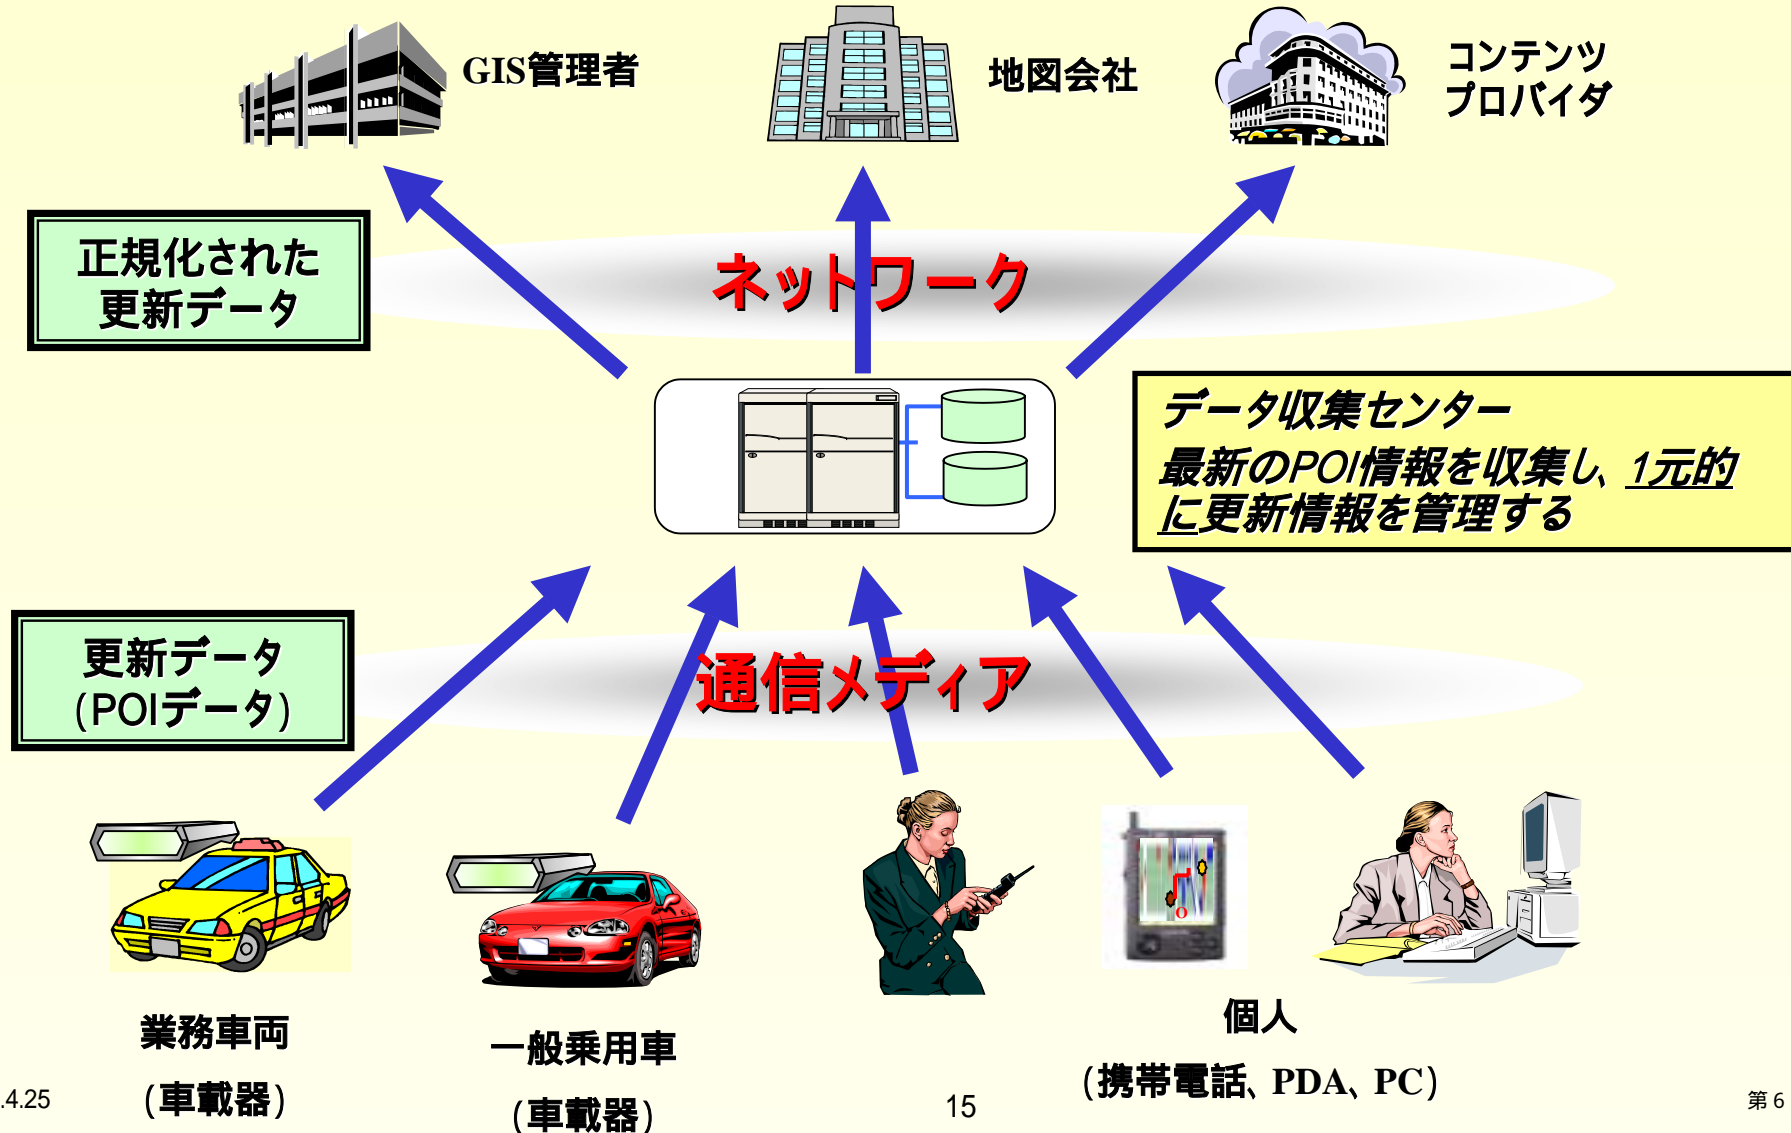 GIS管理者
地図会社
コンテンツ
プロバイダ
正規化された
更新データ
ネットワーク
データ収集センター
最新のPOI情報を収集し、1元的
に更新情報を管理する
更新データ
(POIデータ)
通信メディア
O
業務車両
(車載器)
一般乗用車
(車載器)
個人
(携帯電話、PDA、PC)
.4.25
15
第6